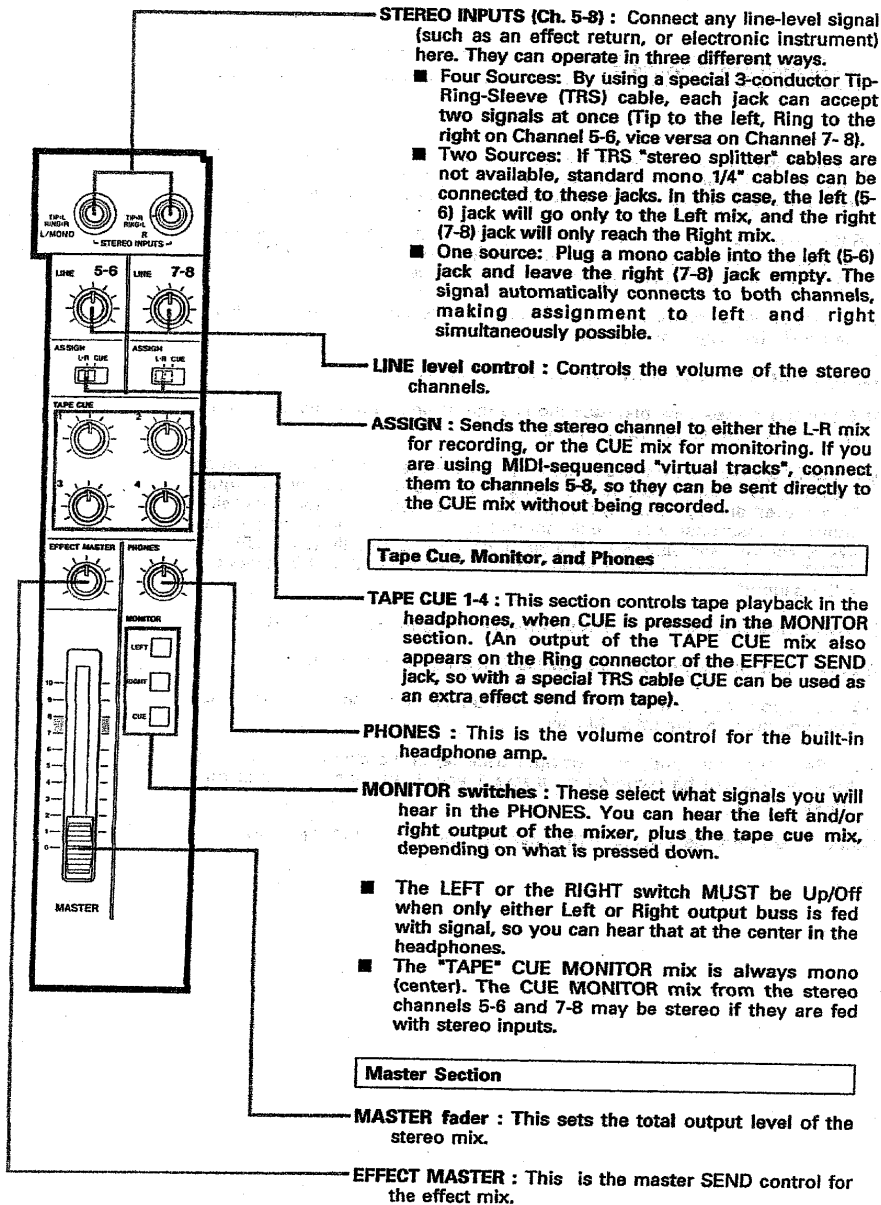 STEREO INPUTS (Ch. 5-8) : Connect any line-level signal
(such as an effect return, or electronic instrument)
here. They can operate in three different ways.
■ Four Sources: By using a special 3-conductor Tip-
Ring-Sleeve (TRS) cable, each jack can accept
two signals at once (Tip to the left, Ring to the
right on Channel 5-6, vice versa on Channel 7- 8).
■ Two Sources: If TRS "stereo splitter" cables are
not available, standard mono 1/4" cables can be
connected to these jacks. In this case, the left (5-
6) jack will go only to the Left mix, and the right
(7-8) jack will only reach the Right mix.
■ One source: Plug a mono cable into the left (5-6)
jack and leave the right (7-8) jack empty. The
signal automatically connects to both channels,
making assignment to left and right
simultaneously possible.
TIP=L
RING=R
L/MONO
TIP=R
RING=L
R
STEREO INPUTS
LINE 5-6
LINE 7-8
ASSIGN
L-R CUE
ASSIGN
L-R CUE
TAPE CUE
1
2
3
4
EFFECT MASTER
PHONES
MONITOR
LEFT
RIGHT
CUE
10
9
8
7
6
5
4
3
2
1
0
MASTER
LINE level control : Controls the volume of the stereo
channels.
ASSIGN : Sends the stereo channel to either the L-R mix
for recording, or the CUE mix for monitoring. If you
are using MIDI-sequenced "virtual tracks", connect
them to channels 5-8, so they can be sent directly to
the CUE mix without being recorded.
Tape Cue, Monitor, and Phones
TAPE CUE 1-4 : This section controls tape playback in the
headphones, when CUE is pressed in the MONITOR
section. (An output of the TAPE CUE mix also
appears on the Ring connector of the EFFECT SEND
jack, so with a special TRS cable CUE can be used as
an extra effect send from tape).
PHONES : This is the volume control for the built-in
headphone amp.
MONITOR switches : These select what signals you will
hear in the PHONES. You can hear the left and/or
right output of the mixer, plus the tape cue mix,
depending on what is pressed down.
■ The LEFT or the RIGHT switch MUST be Up/Off
when only either Left or Right output buss is fed
with signal, so you can hear that at the center in the
headphones.
■ The "TAPE" CUE MONITOR mix is always mono
(center). The CUE MONITOR mix from the stereo
channels 5-6 and 7-8 may be stereo if they are fed
with stereo inputs.
Master Section
MASTER fader : This sets the total output level of the
stereo mix.
EFFECT MASTER : This is the master SEND control for
the effect mix.